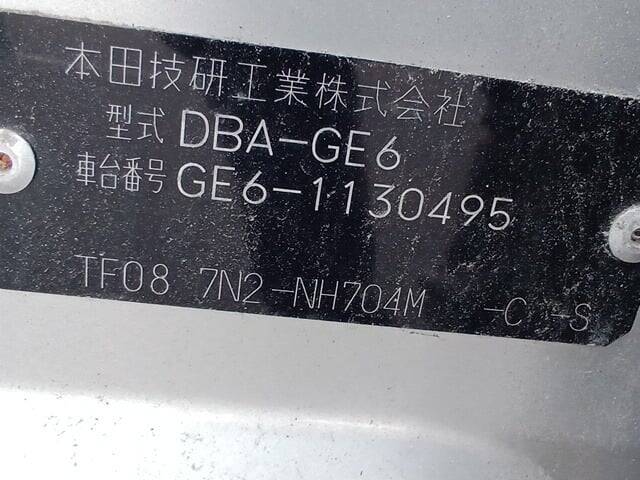 本田技研工業株式会社
型式 DBA-GE6
車台番号 GE6-1130495
TF08 7N2-NH704M -C -S